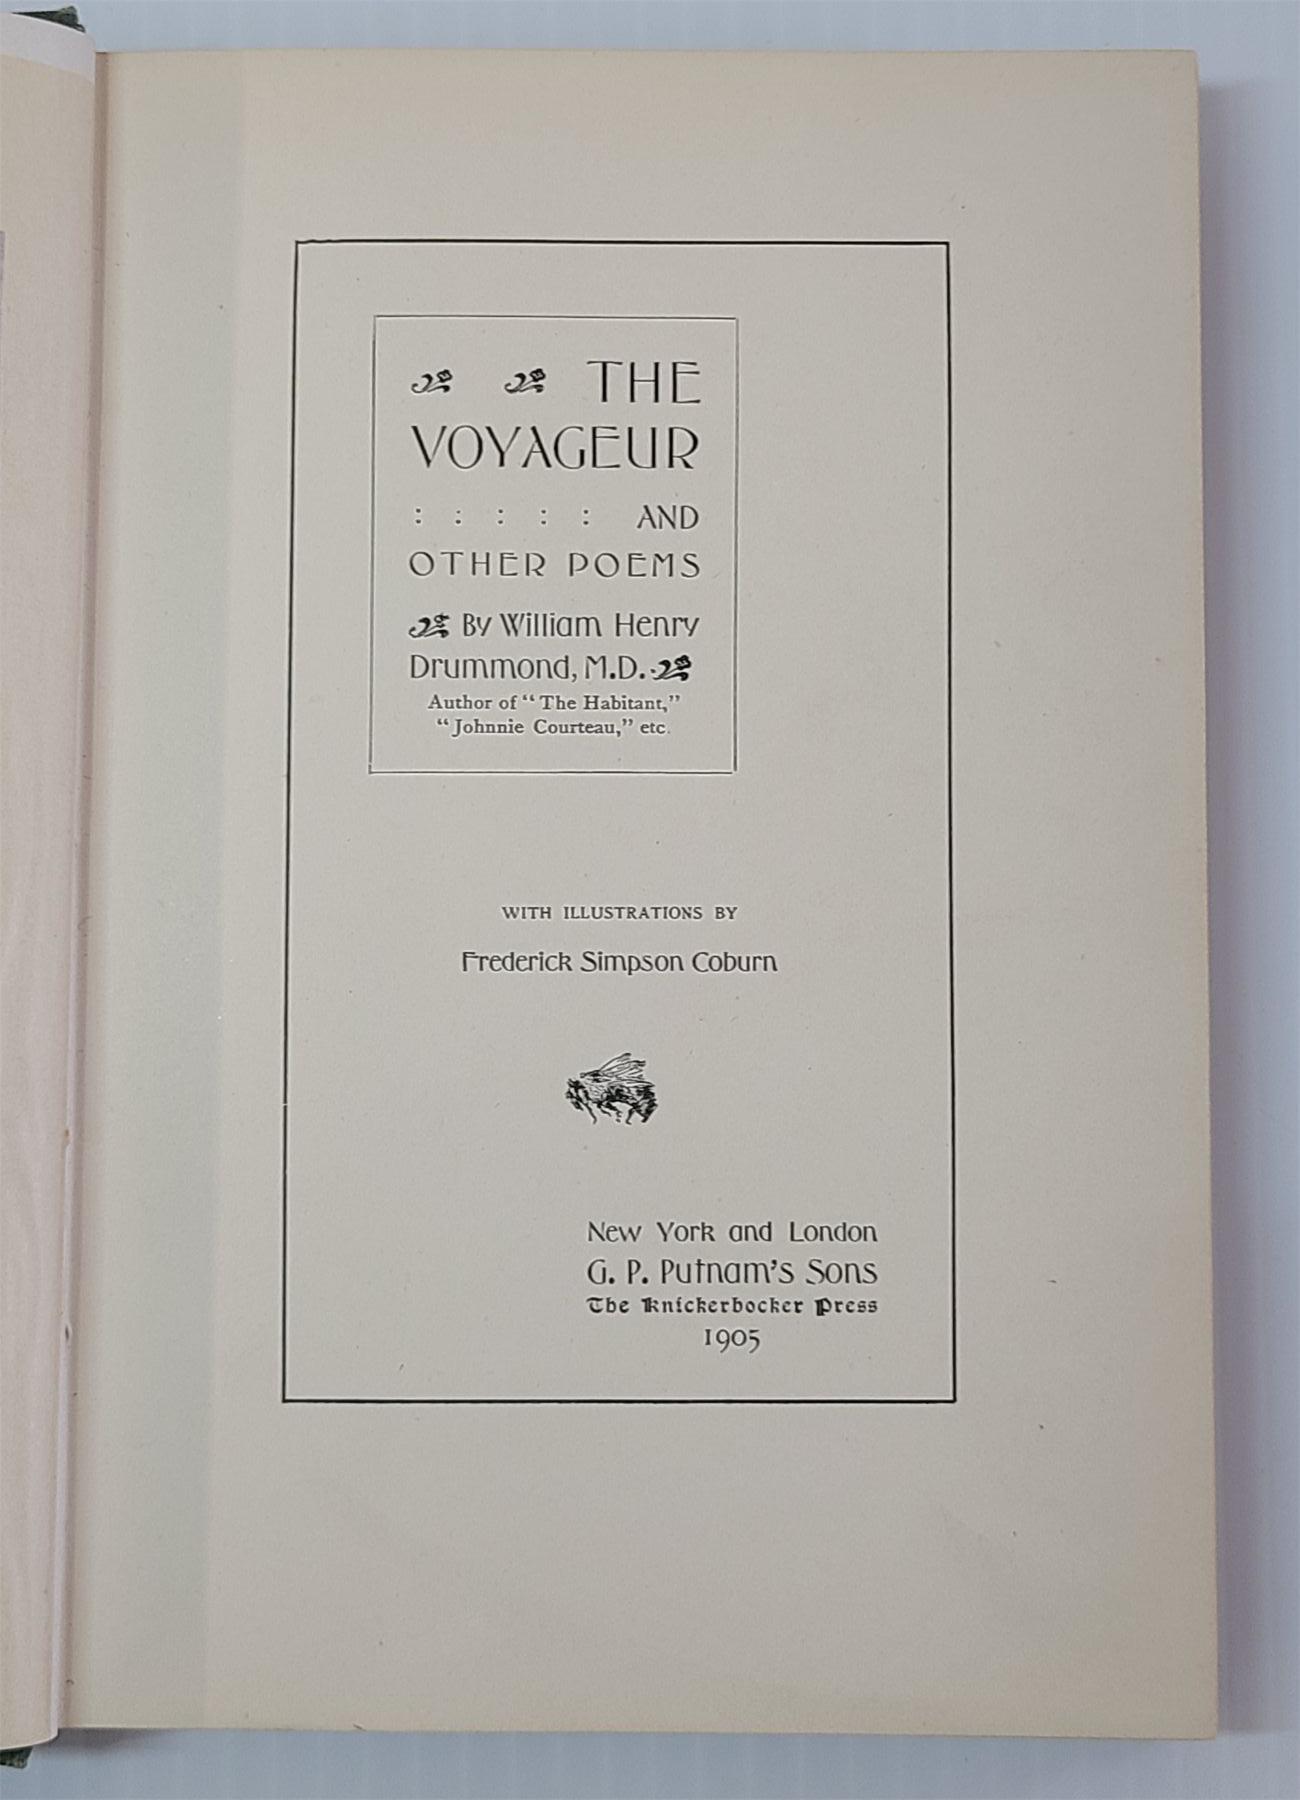 THE
VOYAGEUR
: : : : : AND
OTHER POEMS
By William Henry
Drummond, M.D.
Author of “The Habitant,”
“Johnnie Courteau,” etc.
WITH ILLUSTRATIONS BY
Frederick Simpson Coburn
New York and London
G. P. Putnam’s Sons
The Knickerbocker Press
1905